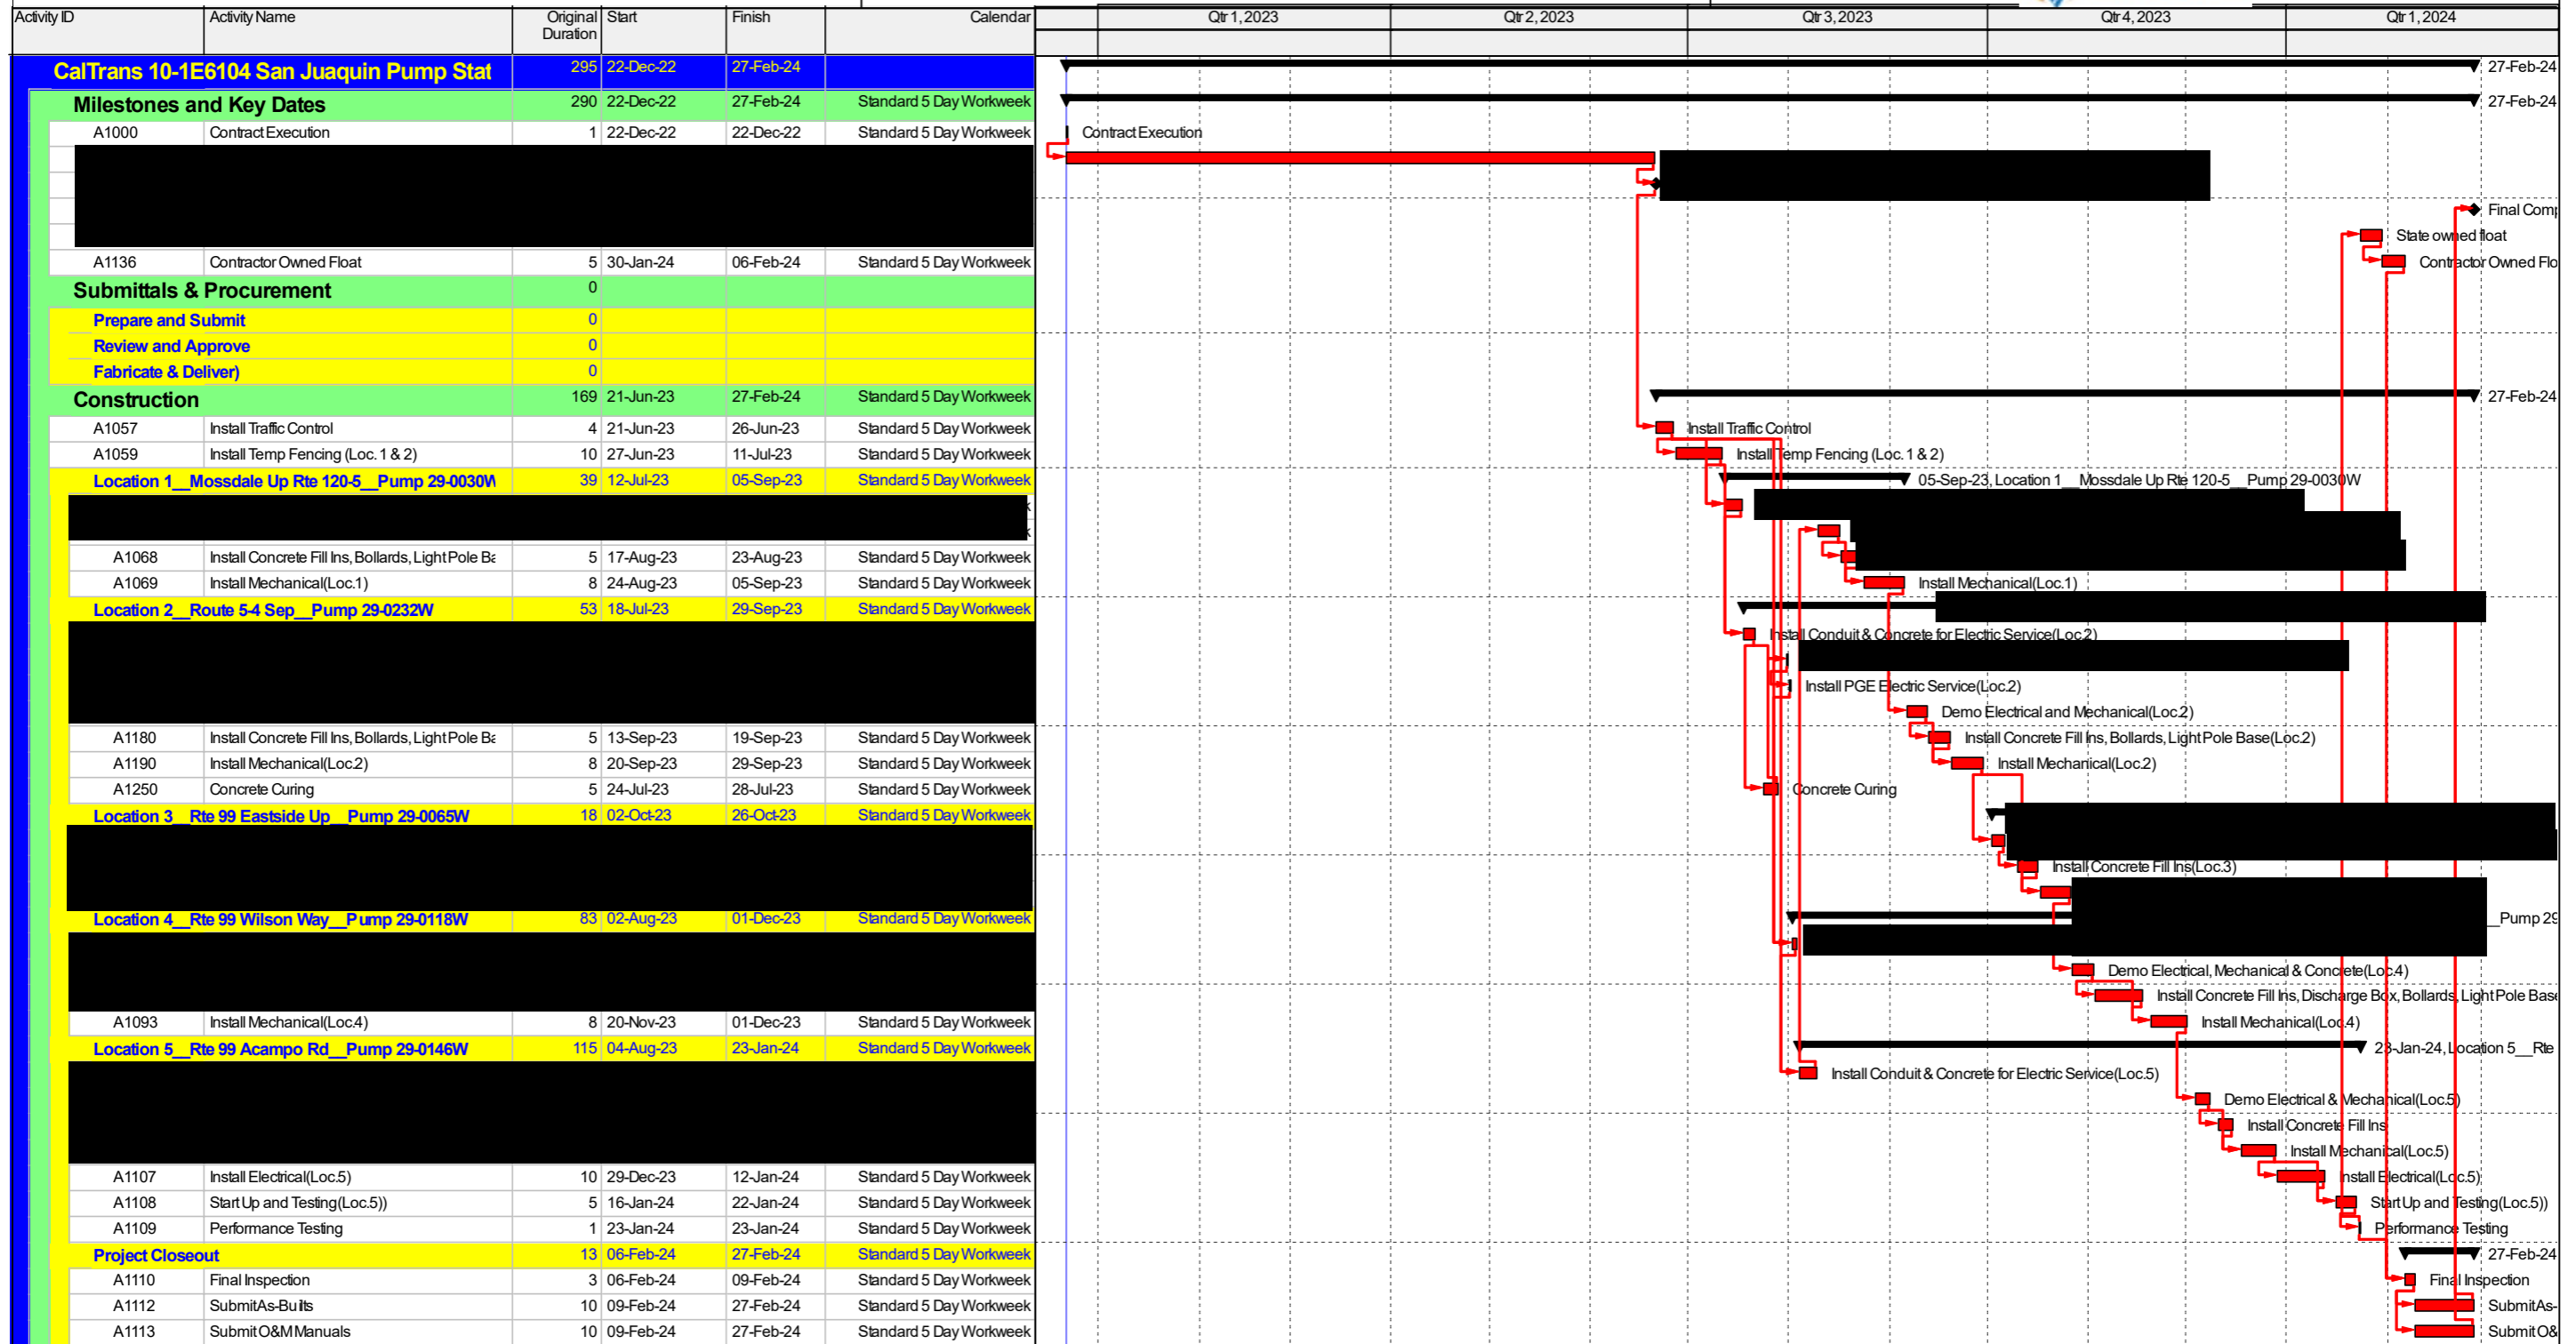 Activity ID Activity Name Original Duration Start Finish Calendar Qtr 1, 2023 Qtr 2, 2023 Qtr 3, 2023 Qtr 4, 2023 Qtr 1, 2024
CalTrans 10-1E6104 San Juaquin Pump Stat 295 22-Dec-22 27-Feb-24 27-Feb-24
Milestones and Key Dates 290 22-Dec-22 27-Feb-24 Standard 5 Day Workweek 27-Feb-24
A1000 Contract Execution 1 22-Dec-22 22-Dec-22 Standard 5 Day Workweek Contract Execution
Final Com
State owned float
A1136 Contractor Owned Float 5 30-Jan-24 06-Feb-24 Standard 5 Day Workweek Contractor Owned Flo
Submittals & Procurement 0
Prepare and Submit 0
Review and Approve 0
Fabricate & Deliver) 0
Construction 169 21-Jun-23 27-Feb-24 Standard 5 Day Workweek 27-Feb-24
A1057 Install Traffic Control 4 21-Jun-23 26-Jun-23 Standard 5 Day Workweek Install Traffic Control
A1059 Install Temp Fencing (Loc. 1 & 2) 10 27-Jun-23 11-Jul-23 Standard 5 Day Workweek Install Temp Fencing (Loc. 1 & 2)
Location 1__Mossdale Up Rte 120-5__Pump 29-0030W 39 12-Jul-23 05-Sep-23 Standard 5 Day Workweek 05-Sep-23, Location 1__Mossdale Up Rte 120-5__Pump 29-0030W
A1068 Install Concrete Fill Ins, Bollards, Light Pole Ba 5 17-Aug-23 23-Aug-23 Standard 5 Day Workweek
A1069 Install Mechanical(Loc.1) 8 24-Aug-23 05-Sep-23 Standard 5 Day Workweek Install Mechanical(Loc.1)
Location 2__Route 5-4 Sep__Pump 29-0232W 53 18-Jul-23 29-Sep-23 Standard 5 Day Workweek
Install Conduit & Concrete for Electric Service(Loc.2)
Install PGE Electric Service(Loc.2)
Demo Electrical and Mechanical(Loc.2)
A1180 Install Concrete Fill Ins, Bollards, Light Pole Ba 5 13-Sep-23 19-Sep-23 Standard 5 Day Workweek Install Concrete Fill Ins, Bollards, Light Pole Base(Loc.2)
A1190 Install Mechanical(Loc.2) 8 20-Sep-23 29-Sep-23 Standard 5 Day Workweek Install Mechanical(Loc.2)
A1250 Concrete Curing 5 24-Jul-23 28-Jul-23 Standard 5 Day Workweek Concrete Curing
Location 3__Rte 99 Eastside Up__Pump 29-0065W 18 02-Oct-23 26-Oct-23 Standard 5 Day Workweek
Install Concrete Fill Ins(Loc.3)
Location 4__Rte 99 Wilson Way__Pump 29-0118W 83 02-Aug-23 01-Dec-23 Standard 5 Day Workweek __Pump 29
Demo Electrical, Mechanical & Concrete(Loc.4)
Install Concrete Fill Ins, Discharge Box, Bollards, Light Pole Base
A1093 Install Mechanical(Loc.4) 8 20-Nov-23 01-Dec-23 Standard 5 Day Workweek Install Mechanical(Loc.4)
Location 5__Rte 99 Acampo Rd__Pump 29-0146W 115 04-Aug-23 23-Jan-24 Standard 5 Day Workweek 23-Jan-24, Location 5__Rte
Install Conduit & Concrete for Electric Service(Loc.5)
Demo Electrical & Mechanical(Loc.5)
Install Concrete Fill Ins
Install Mechanical(Loc.5)
A1107 Install Electrical(Loc.5) 10 29-Dec-23 12-Jan-24 Standard 5 Day Workweek Install Electrical(Loc.5)
A1108 Start Up and Testing(Loc.5)) 5 16-Jan-24 22-Jan-24 Standard 5 Day Workweek Start Up and Testing(Loc.5))
A1109 Performance Testing 1 23-Jan-24 23-Jan-24 Standard 5 Day Workweek Performance Testing
Project Closeout 13 06-Feb-24 27-Feb-24 Standard 5 Day Workweek 27-Feb-24
A1110 Final Inspection 3 06-Feb-24 09-Feb-24 Standard 5 Day Workweek Final Inspection
A1112 Submit As-Builts 10 09-Feb-24 27-Feb-24 Standard 5 Day Workweek Submit As-
A1113 Submit O&M Manuals 10 09-Feb-24 27-Feb-24 Standard 5 Day Workweek Submit O&